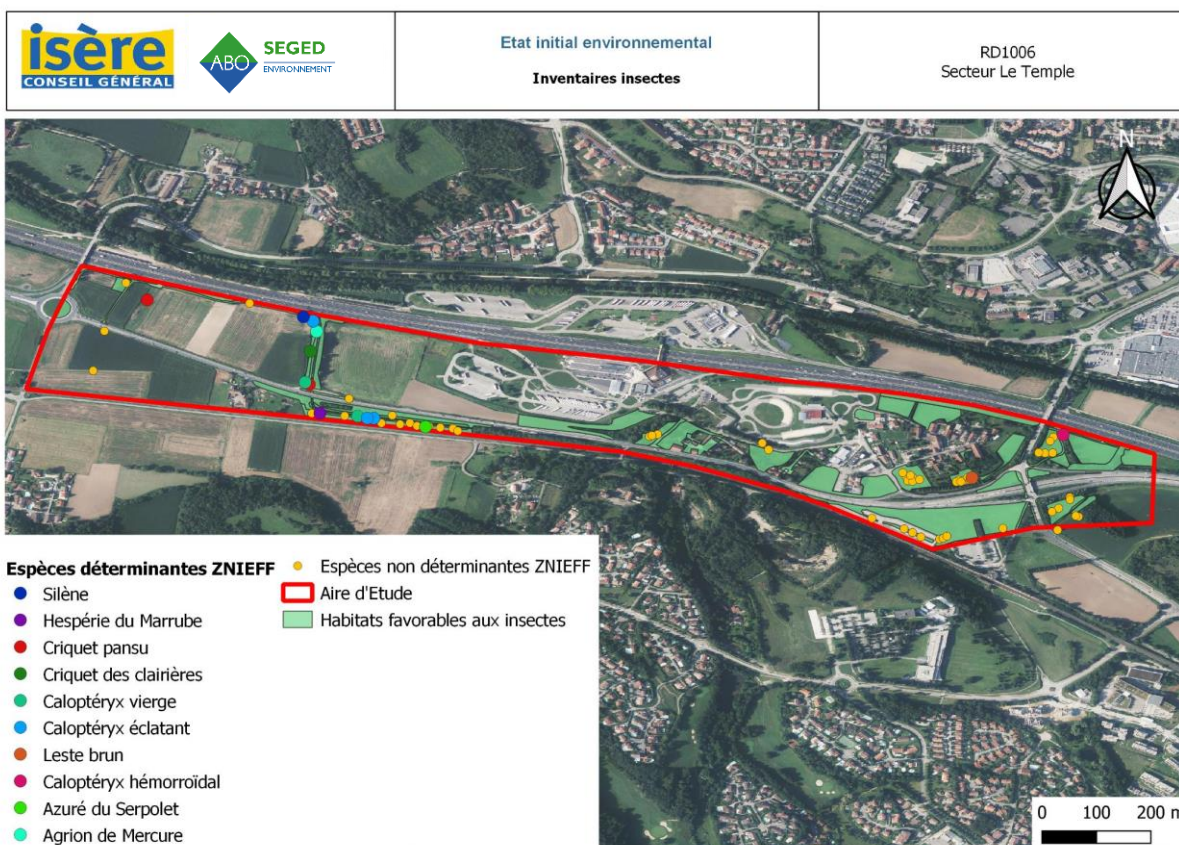 isère
CONSEIL GÉNÉRAL
ABO
SEGED
ENVIRONNEMENT
Etat initial environnemental
Inventaires insectes
RD1006
Secteur Le Temple
N
Espèces déterminantes ZNIEFF
Silène
Hespérie du Marrube
Criquet pansu
Criquet des clairières
Caloptéryx vierge
Caloptéryx éclatant
Leste brun
Caloptéryx hémorroïdal
Azuré du Serpolet
Agrion de Mercure
Espèces non déterminantes ZNIEFF
Aire d'Etude
Habitats favorables aux insectes
0 100 200 m